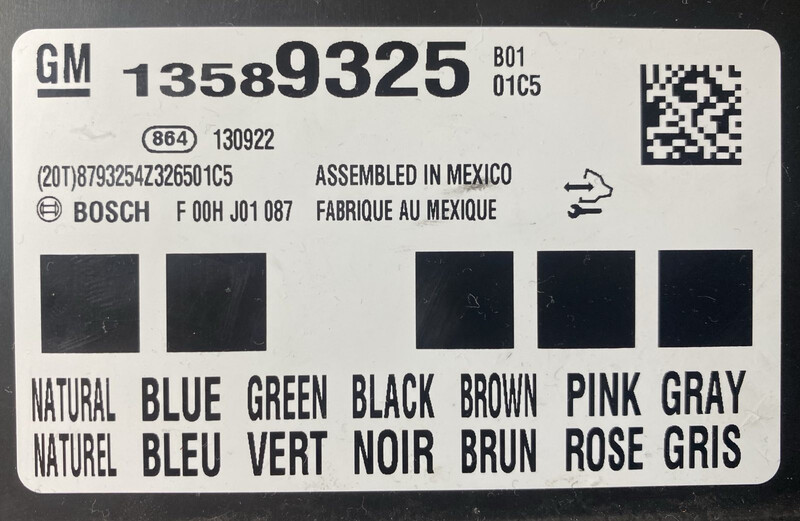 GM 13589325 B01
01C5
864 130922
(20T)8793254Z326501C5 ASSEMBLED IN MEXICO
BOSCH F 00H J01 087 FABRIQUE AU MEXIQUE
NATURAL BLUE GREEN BLACK BROWN PINK GRAY
NATUREL BLEU VERT NOIR BRUN ROSE GRIS